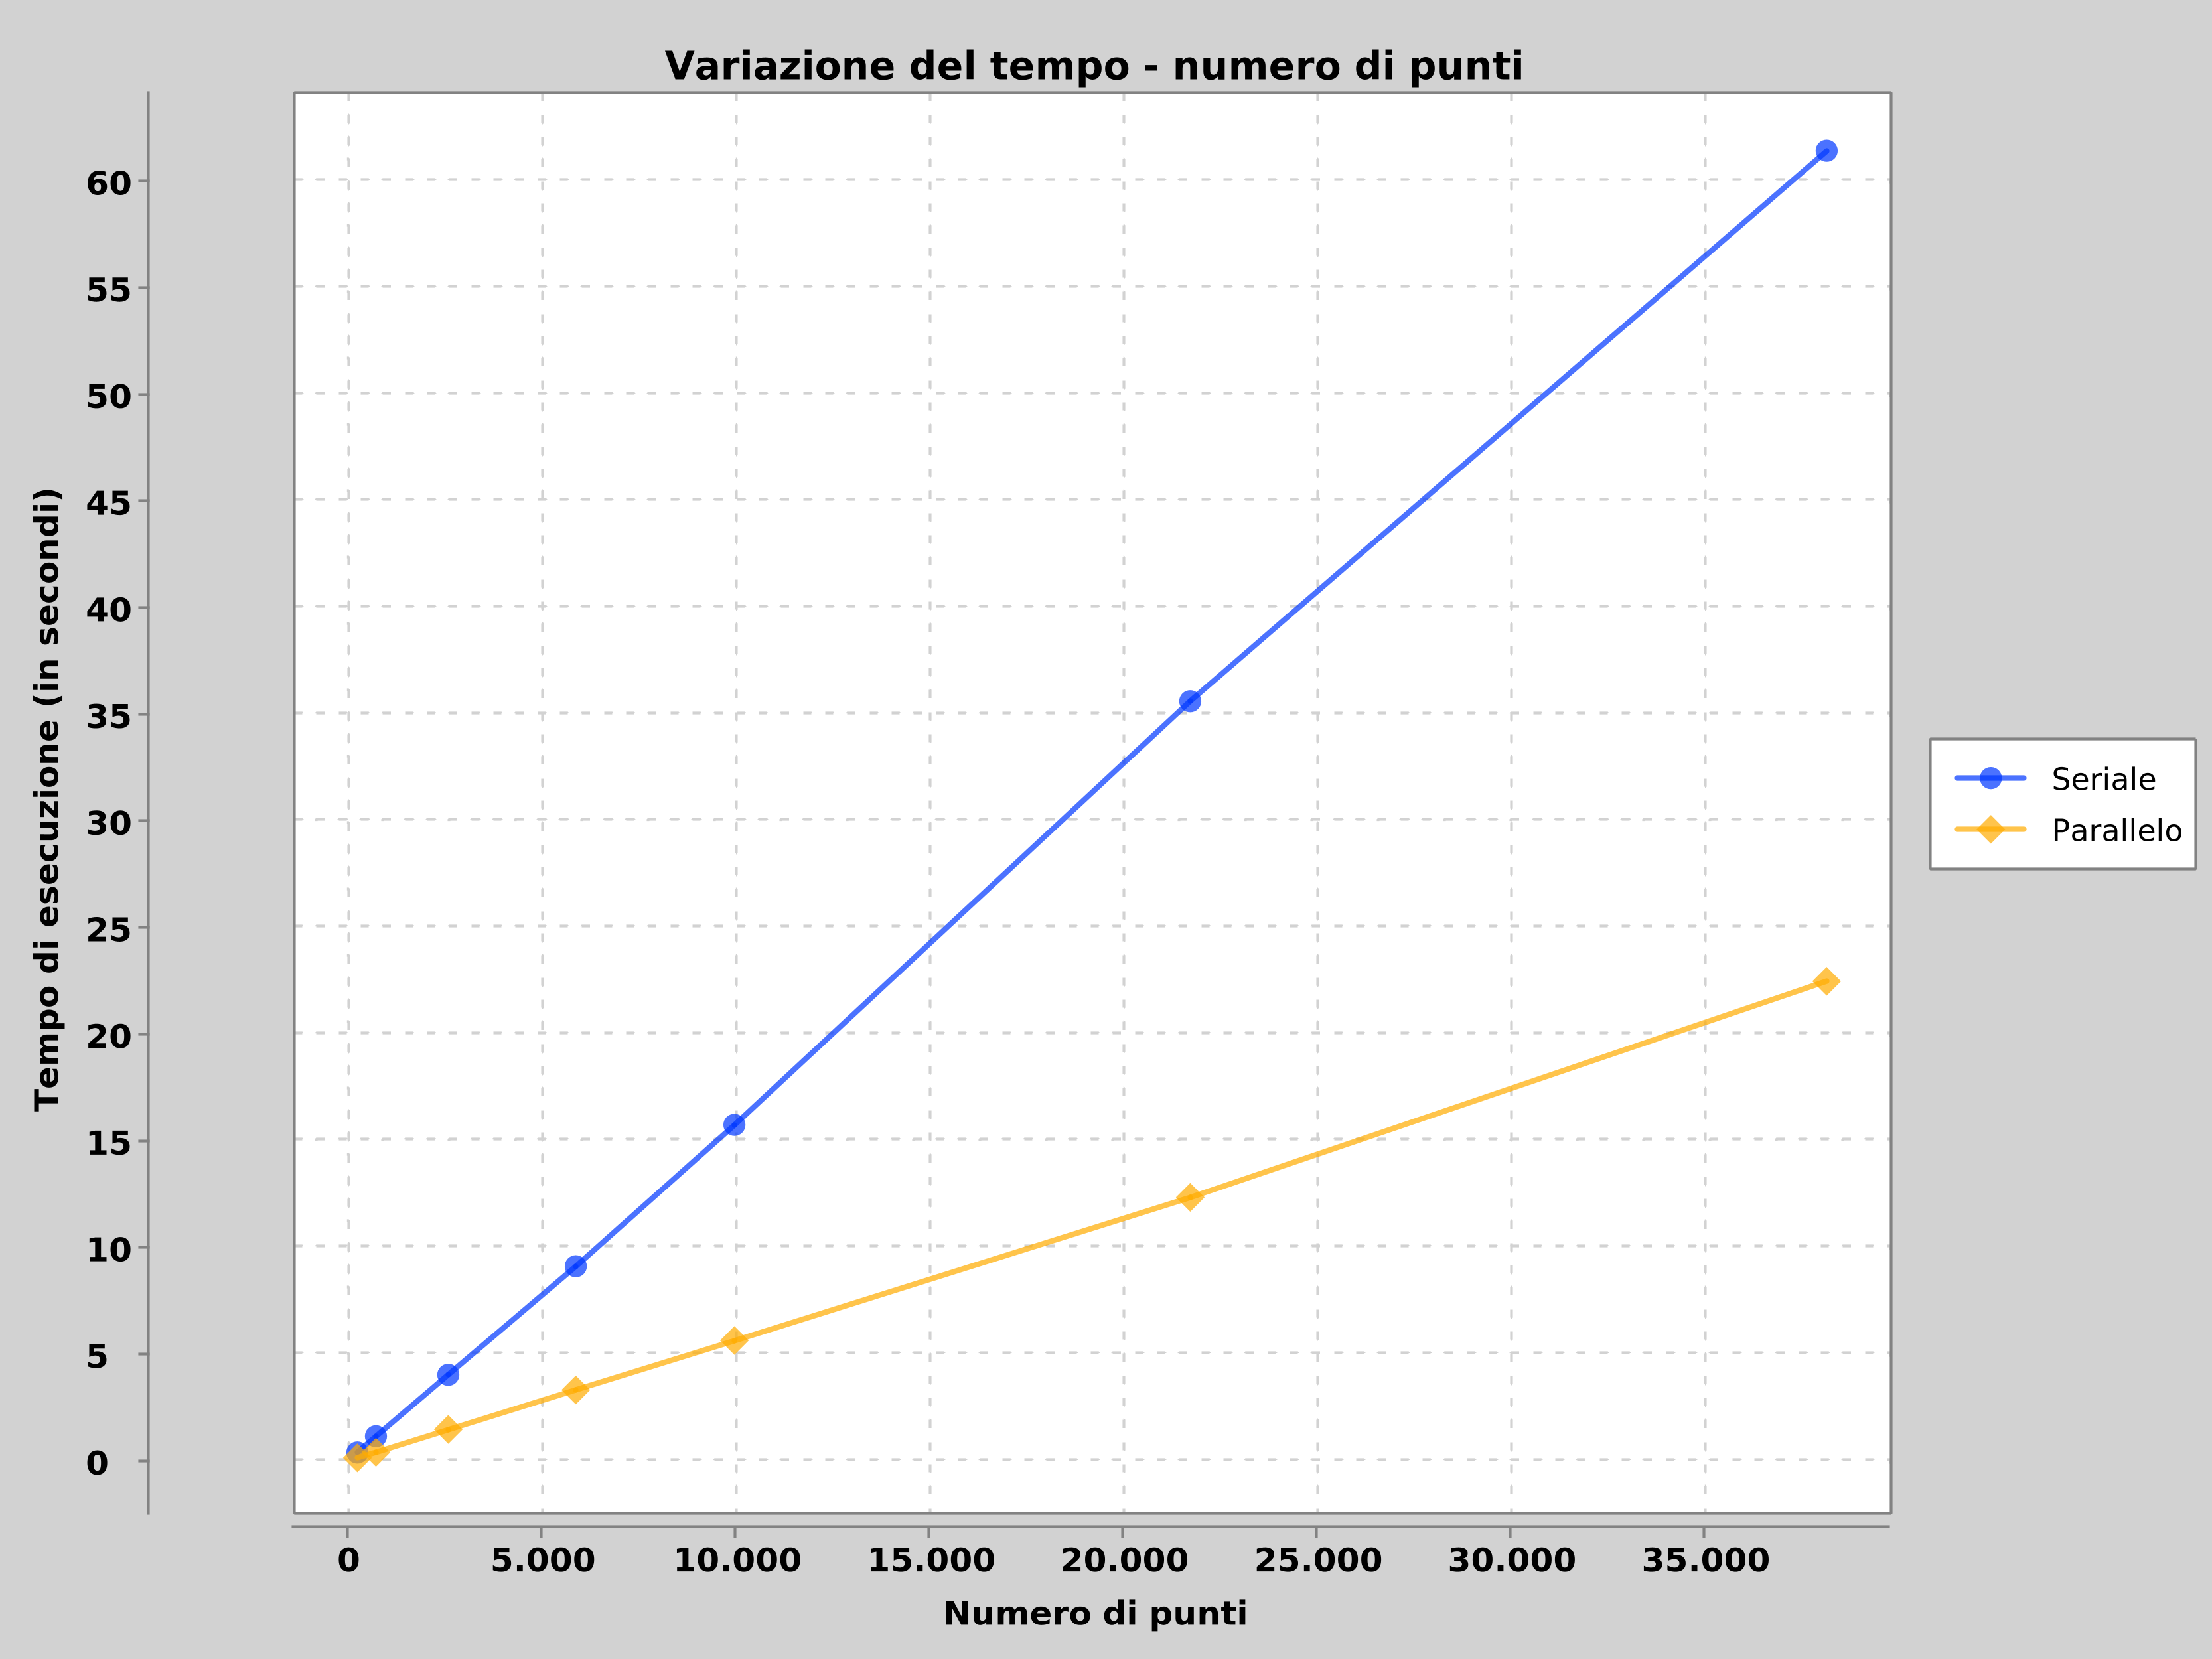 Variazione del tempo - numero di punti
Tempo di esecuzione (in secondi)
60
55
50
45
40
35
30
25
20
15
10
5
0
0 5.000 10.000 15.000 20.000 25.000 30.000 35.000
Numero di punti
Seriale
Parallelo